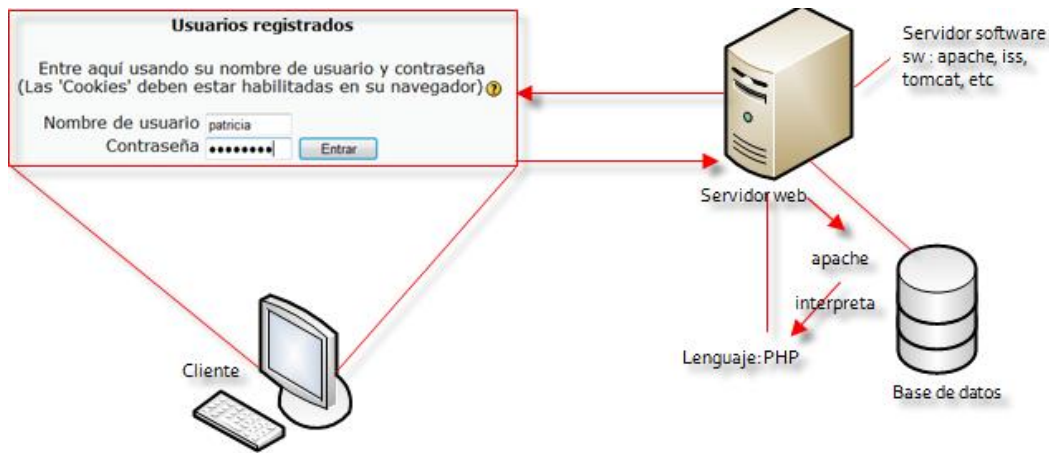 Usuarios registrados
Entre aquí usando su nombre de usuario y contraseña
(Las 'Cookies' deben estar habilitadas en su navegador)
Nombre de usuario patricia
Contraseña ●●●●●●●● Entrar
Servidor software
sw : apache, iss,
tomcat, etc
Servidor web
apache
interpreta
Lenguaje: PHP
Base de datos
Cliente